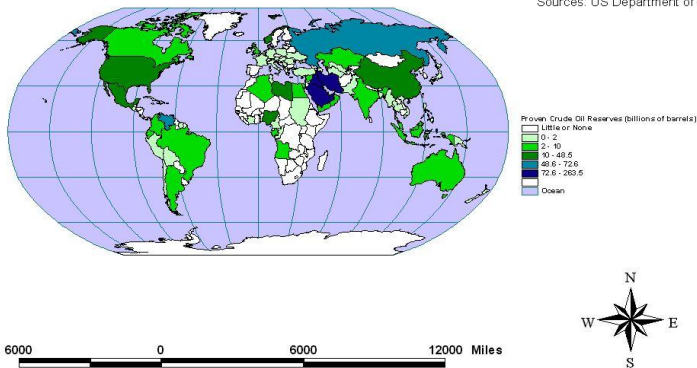 Sources: US Department of
Proven Crude Oil Reserves (billions of barrels)
Little or None
0 - 2
2 - 10
10 - 48.5
48.6 - 72.6
72.6 - 263.5
Ocean
N
W
E
S
6000
0
6000
12000 Miles